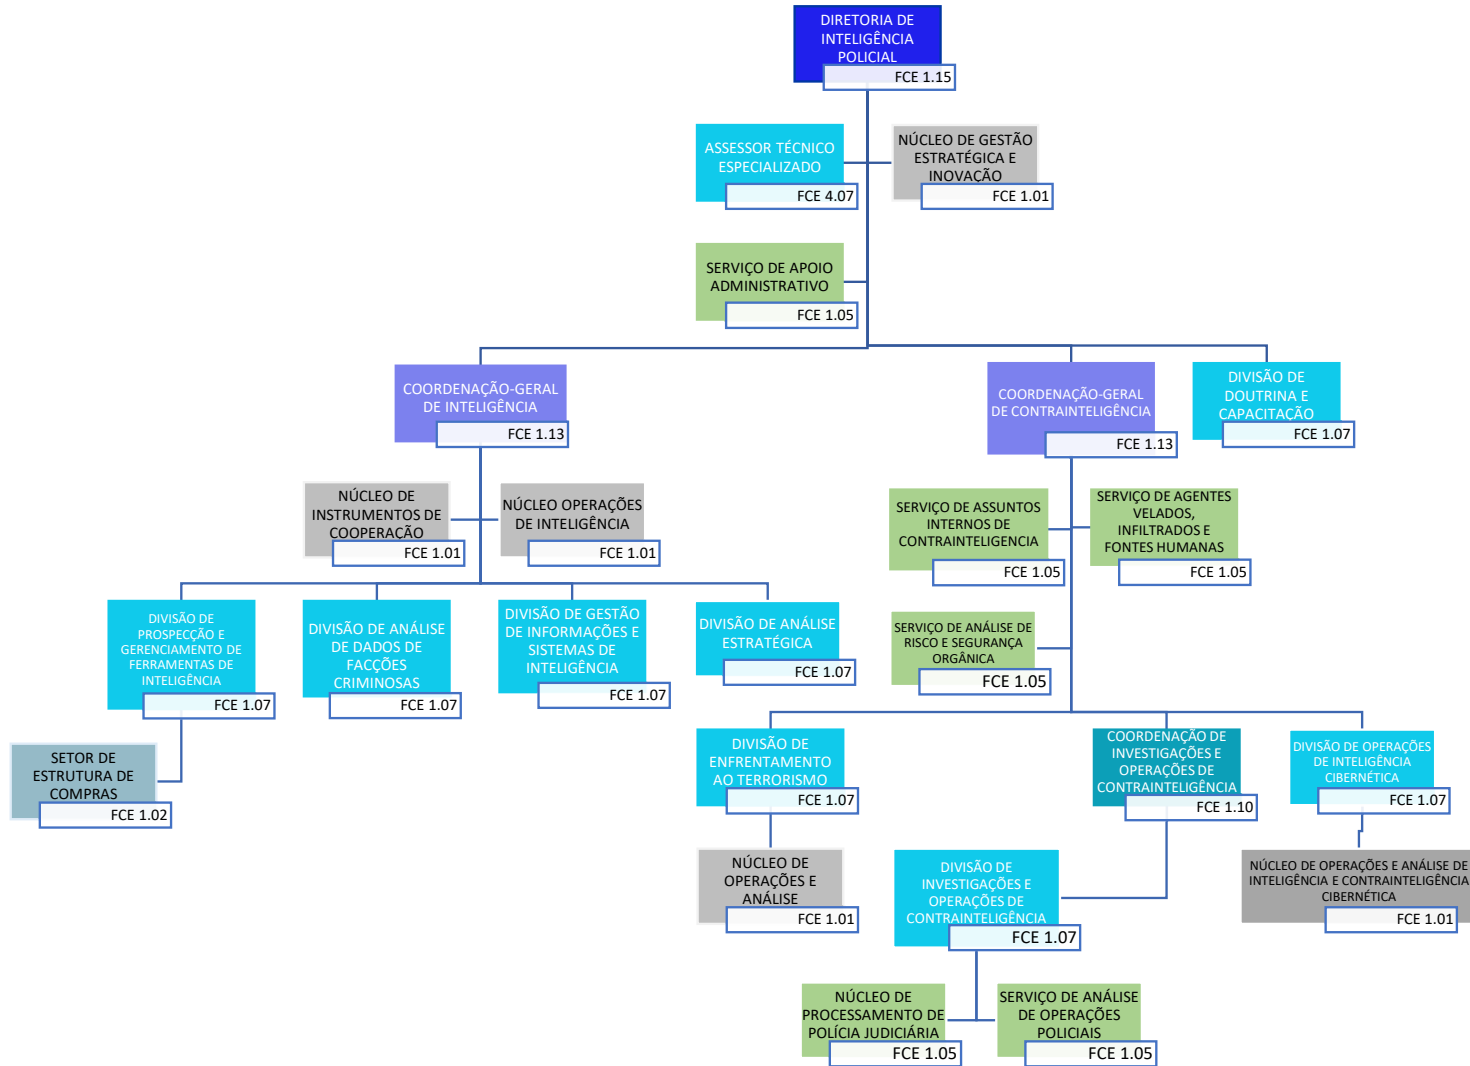 DIRETORIA DE
INTELIGÊNCIA
POLICIAL
FCE 1.15
ASSESSOR TÉCNICO
ESPECIALIZADO
FCE 4.07
NÚCLEO DE GESTÃO
ESTRATÉGICA E
INOVAÇÃO
FCE 1.01
SERVIÇO DE APOIO
ADMINISTRATIVO
FCE 1.05
COORDENAÇÃO-GERAL
DE INTELIGÊNCIA
FCE 1.13
COORDENAÇÃO-GERAL
DE CONTRAINTELIGÊNCIA
FCE 1.13
DIVISÃO DE
DOUTRINA E
CAPACITAÇÃO
FCE 1.07
NÚCLEO DE
INSTRUMENTOS DE
COOPERAÇÃO
FCE 1.01
NÚCLEO OPERAÇÕES
DE INTELIGÊNCIA
FCE 1.01
SERVIÇO DE ASSUNTOS
INTERNOS DE
CONTRAINTELIGENCIA
FCE 1.05
SERVIÇO DE AGENTES
VELADOS,
INFILTRADOS E
FONTES HUMANAS
FCE 1.05
DIVISÃO DE
PROSPECÇÃO E
GERENCIAMENTO DE
FERRAMENTAS DE
INTELIGÊNCIA
FCE 1.07
DIVISÃO DE ANÁLISE
DE DADOS DE
FACÇÕES
CRIMINOSAS
FCE 1.07
DIVISÃO DE GESTÃO
DE INFORMAÇÕES E
SISTEMAS DE
INTELIGÊNCIA
FCE 1.07
DIVISÃO DE ANÁLISE
ESTRATÉGICA
FCE 1.07
SERVIÇO DE ANÁLISE DE
RISCO E SEGURANÇA
ORGÂNICA
FCE 1.05
SETOR DE
ESTRUTURA DE
COMPRAS
FCE 1.02
DIVISÃO DE
ENFRENTAMENTO
AO TERRORISMO
FCE 1.07
COORDENAÇÃO DE
INVESTIGAÇÕES E
OPERAÇÕES DE
CONTRAINTELIGÊNCIA
FCE 1.10
DIVISÃO DE OPERAÇÕES
DE INTELIGÊNCIA
CIBERNÉTICA
FCE 1.07
NÚCLEO DE
OPERAÇÕES E
ANÁLISE
FCE 1.01
DIVISÃO DE
INVESTIGAÇÕES E
OPERAÇÕES DE
CONTRAINTELIGÊNCIA
FCE 1.07
NÚCLEO DE OPERAÇÕES E ANÁLISE DE
INTELIGÊNCIA E CONTRAINTELIGÊNCIA
CIBERNÉTICA
FCE 1.01
NÚCLEO DE
PROCESSAMENTO DE
POLÍCIA JUDICIÁRIA
FCE 1.05
SERVIÇO DE ANÁLISE
DE OPERAÇÕES
POLICIAIS
FCE 1.05